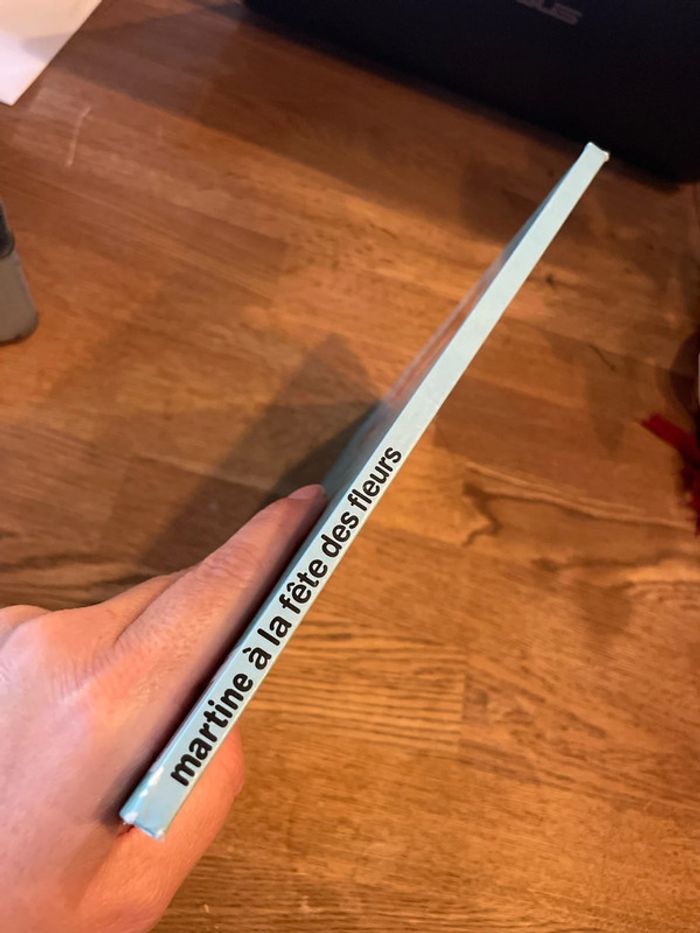 martine à la fête des fleurs